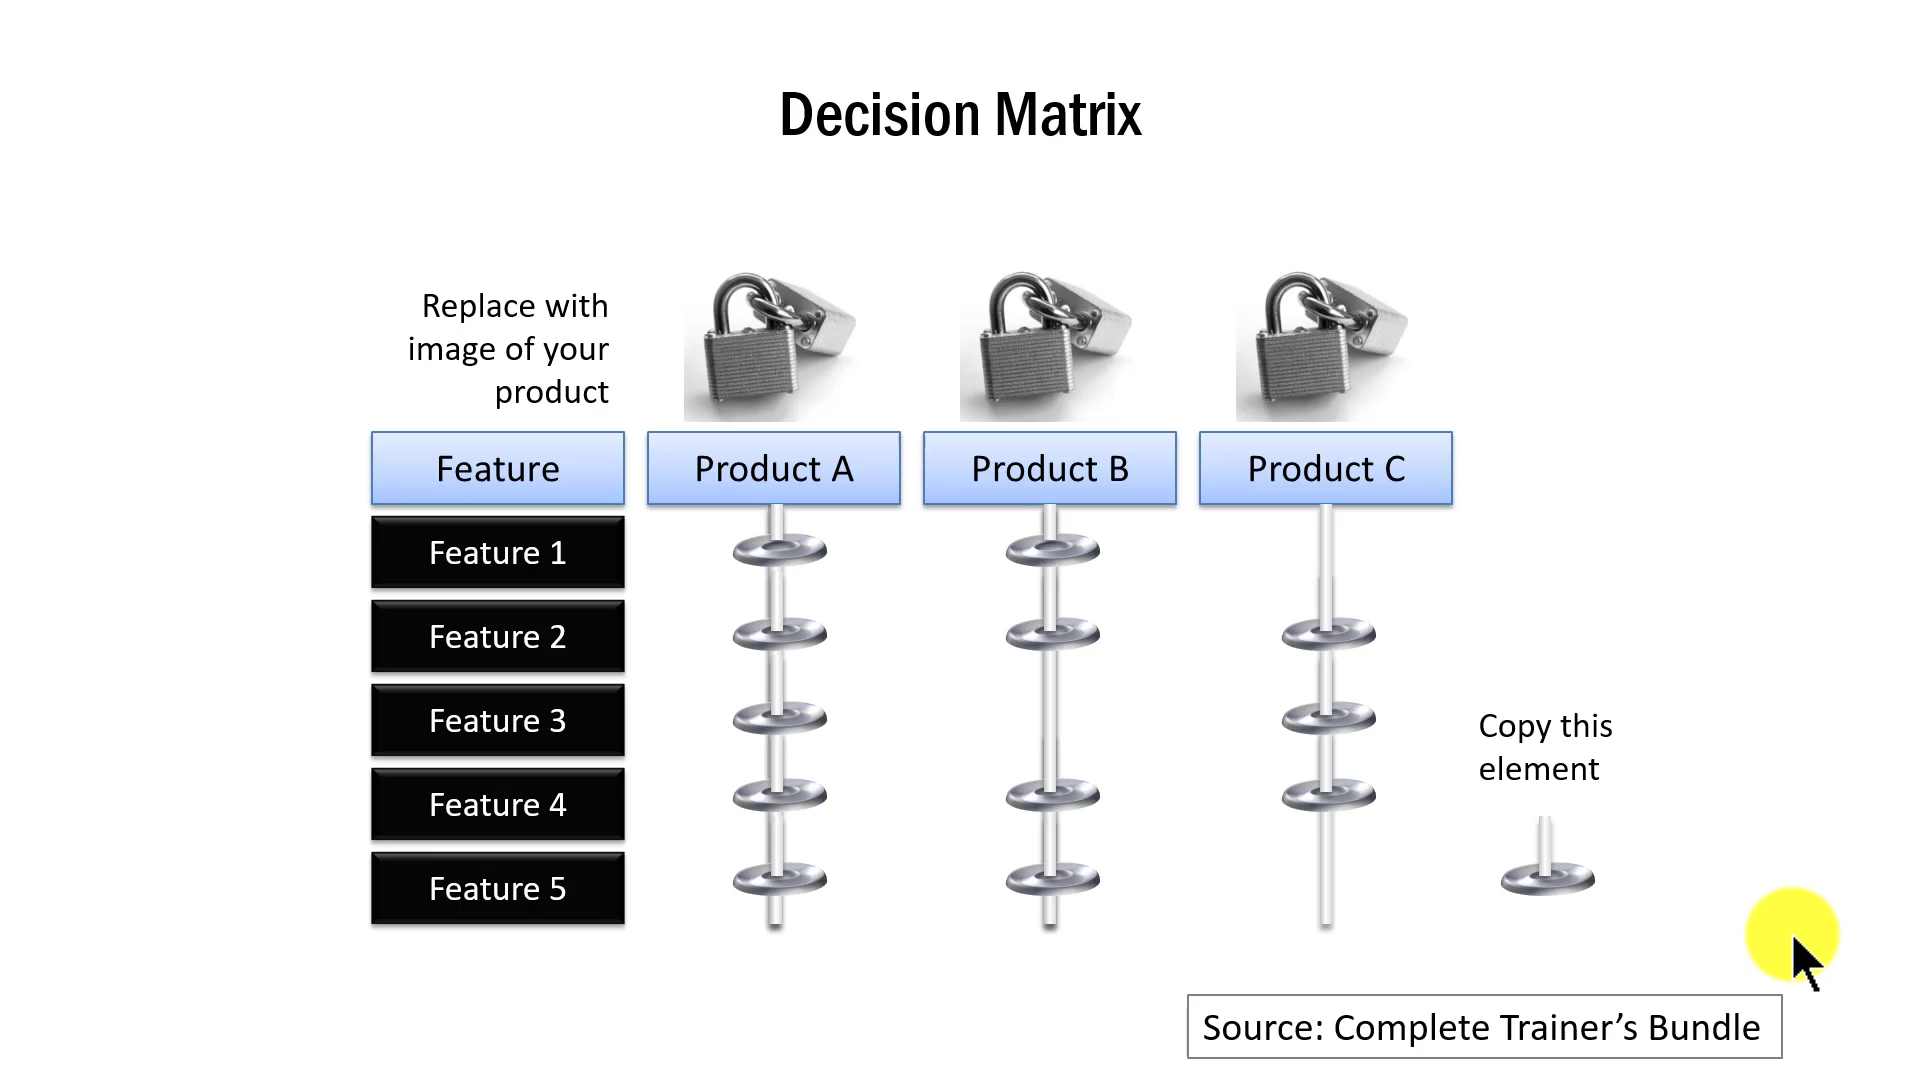 Decision Matrix
Replace with
image of your
product
Feature
Product A
Product B
Product C
Feature 1
Feature 2
Feature 3
Feature 4
Feature 5
Copy this
element
Source: Complete Trainer’s Bundle